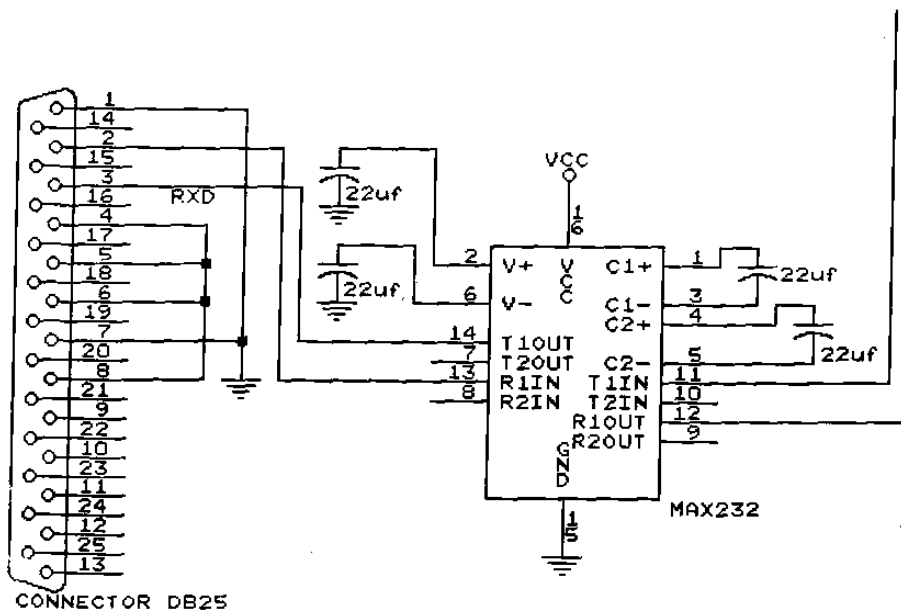 1
14
2
15
3
RXD
16
4
17
5
18
6
19
7
20
8
21
9
22
10
23
11
24
12
25
13
CONNECTOR DB25
22uf
22uf
VCC
16
2
V+
VCC
C1+
1
22uf
6
V-
C1-
3
C2+
4
22uf
14
T1OUT
7
T2OUT
C2-
5
13
R1IN
T1IN
11
8
R2IN
T2IN
10
R1OUT
12
R2OUT
9
GND
15
MAX232